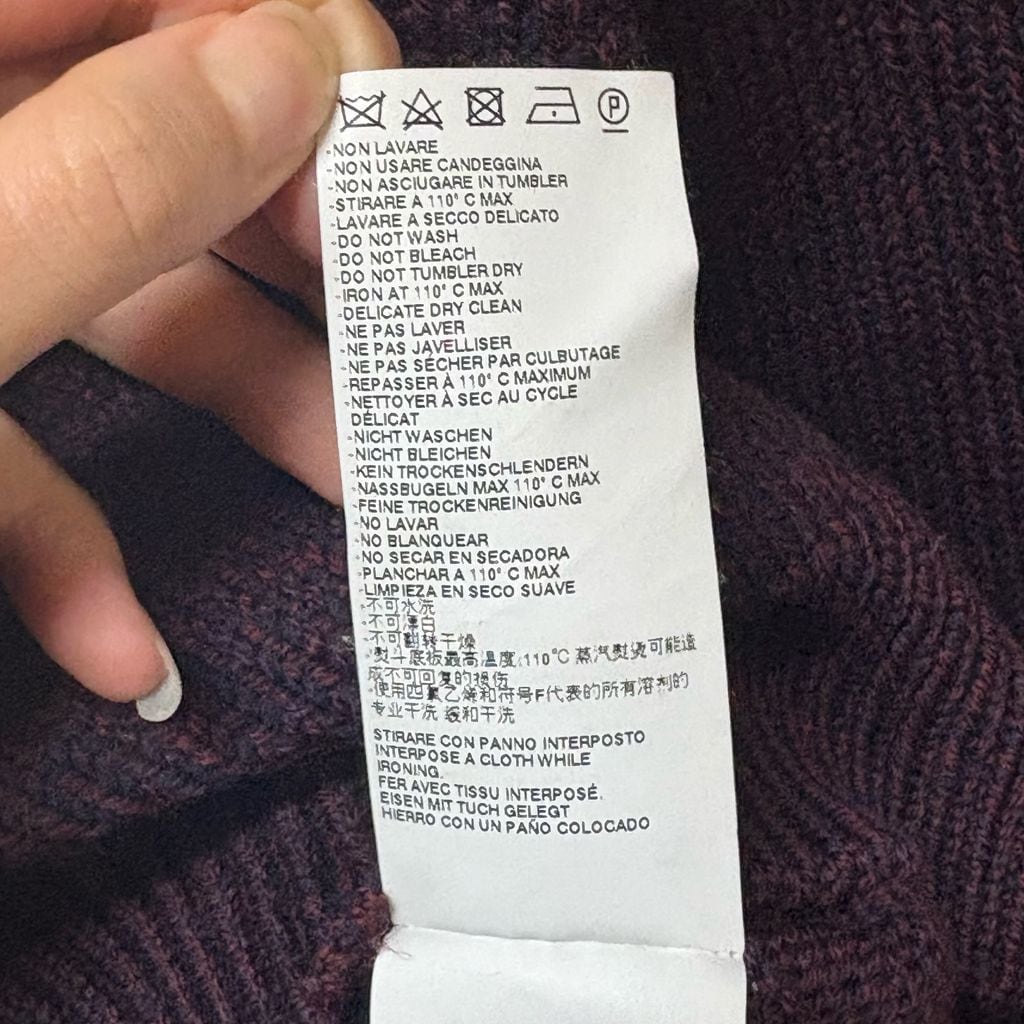 P
-NON LAVARE
-NON USARE CANDEGGINA
-NON ASCIUGARE IN TUMBLER
-STIRARE A 110° C MAX
-LAVARE A SECCO DELICATO
-DO NOT WASH
-DO NOT BLEACH
-DO NOT TUMBLER DRY
-IRON AT 110° C MAX
-DELICATE DRY CLEAN
-NE PAS LAVER
-NE PAS JAVELLISER
-NE PAS SÉCHER PAR CULBUTAGE
-REPASSER À 110° C MAXIMUM
-NETTOYER À SEC AU CYCLE
DÉLICAT
-NICHT WASCHEN
-NICHT BLEICHEN
-KEIN TROCKENSCHLENDERN
-NASSBUGELN MAX 110° C MAX
-FEINE TROCKENREINIGUNG
-NO LAVAR
-NO BLANQUEAR
-NO SECAR EN SECADORA
-PLANCHAR A 110° C MAX
-LIMPIEZA EN SECO SUAVE
-不可水洗
-不可漂白
-不可翻转干燥
-熨斗底板最高温度:110°C 蒸汽熨烫可能造
成不可回复的损伤
-使用四氯乙烯和符号F代表的所有溶剂的
专业干洗 缓和干洗
STIRARE CON PANNO INTERPOSTO
INTERPOSE A CLOTH WHILE
IRONING.
FER AVEC TISSU INTERPOSÉ.
EISEN MIT TUCH GELEGT
HIERRO CON UN PAÑO COLOCADO